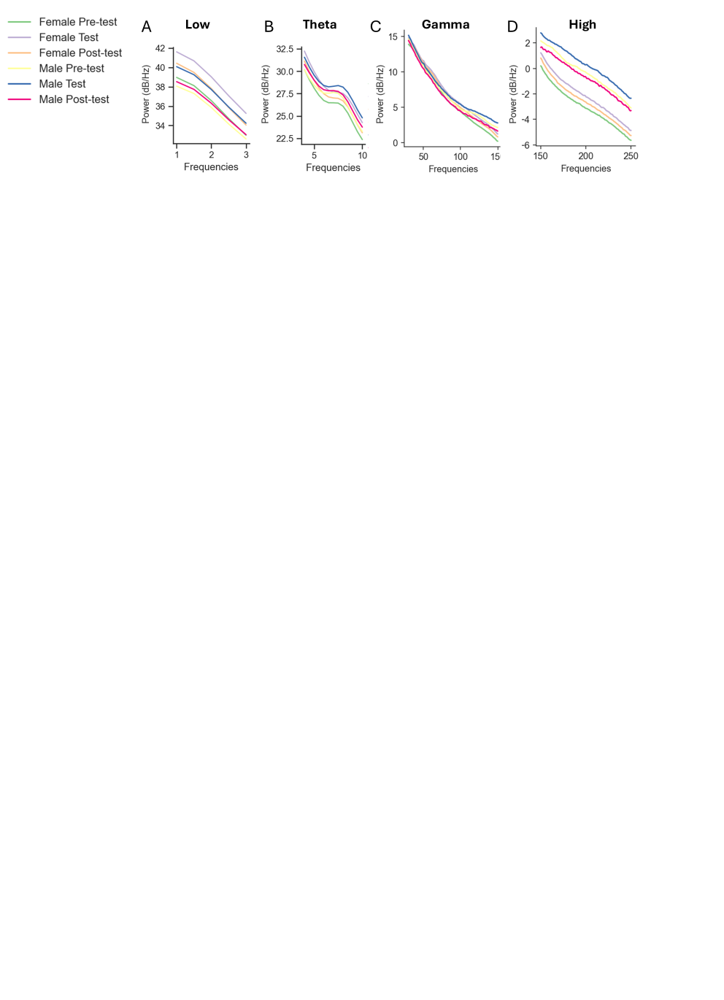 Female Pre-test
Female Test
Female Post-test
Male Pre-test
Male Test
Male Post-test
A Low
Power (dB/Hz)
42
40
38
36
34
1 2 3
Frequencies
B Theta
Power (dB/Hz)
32.5
30.0
27.5
25.0
22.5
5 10
Frequencies
C Gamma
Power (dB/Hz)
15
10
5
0
50 100 15
Frequencies
D High
Power (dB/Hz)
2
0
-2
-4
-6
150 200 250
Frequencies